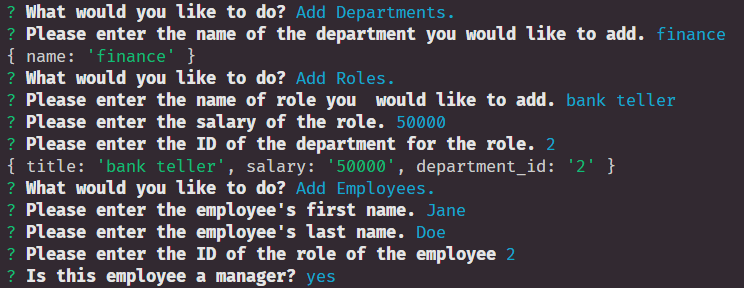 ? What would you like to do? Add Departments.
? Please enter the name of the department you would like to add. finance
{ name: 'finance' }
? What would you like to do? Add Roles.
? Please enter the name of role you  would like to add. bank teller
? Please enter the salary of the role. 50000
? Please enter the ID of the department for the role. 2
{ title: 'bank teller', salary: '50000', department_id: '2' }
? What would you like to do? Add Employees.
? Please enter the employee's first name. Jane
? Please enter the employee's last name. Doe
? Please enter the ID of the role of the employee 2
? Is this employee a manager? yes